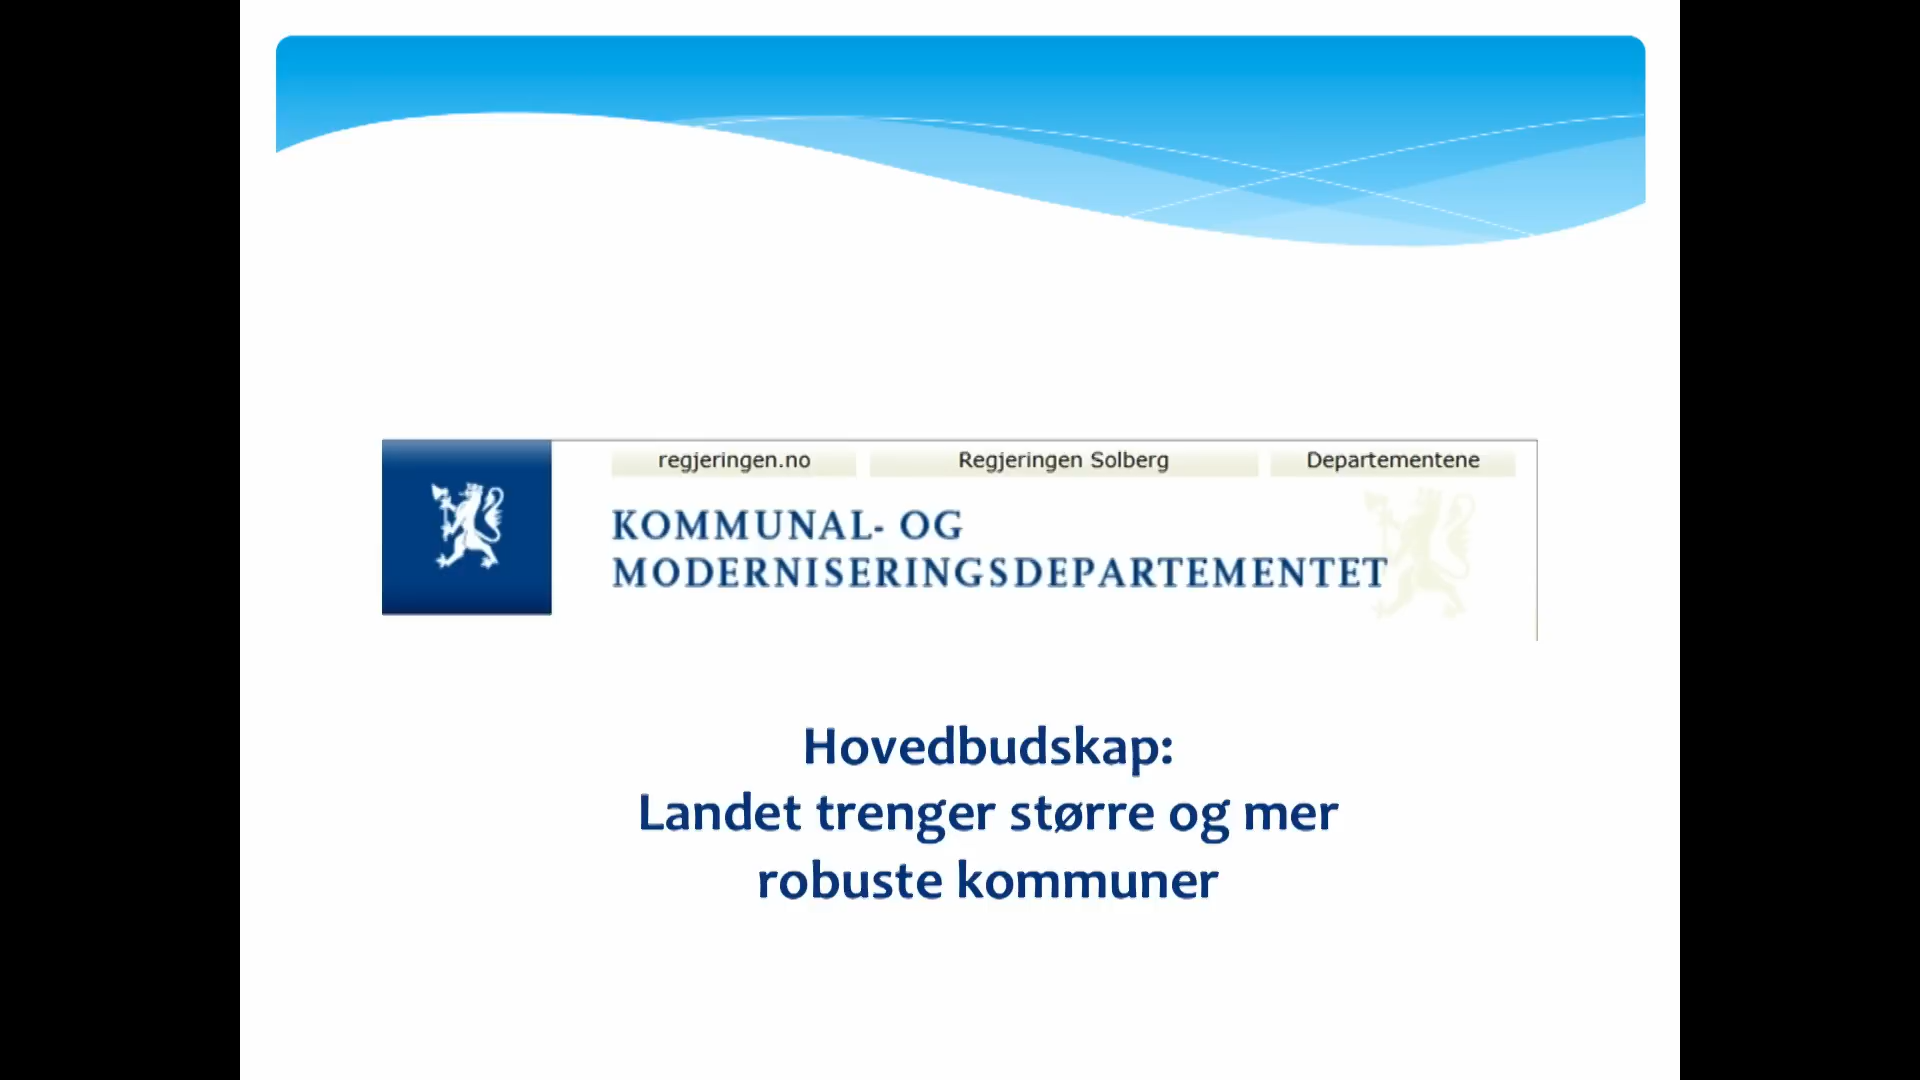 regjeringen.no Regjeringen Solberg Departementene
KOMMUNAL- OG
MODERNISERINGSDEPARTEMENTET
Hovedbudskap:
Landet trenger større og mer
robuste kommuner